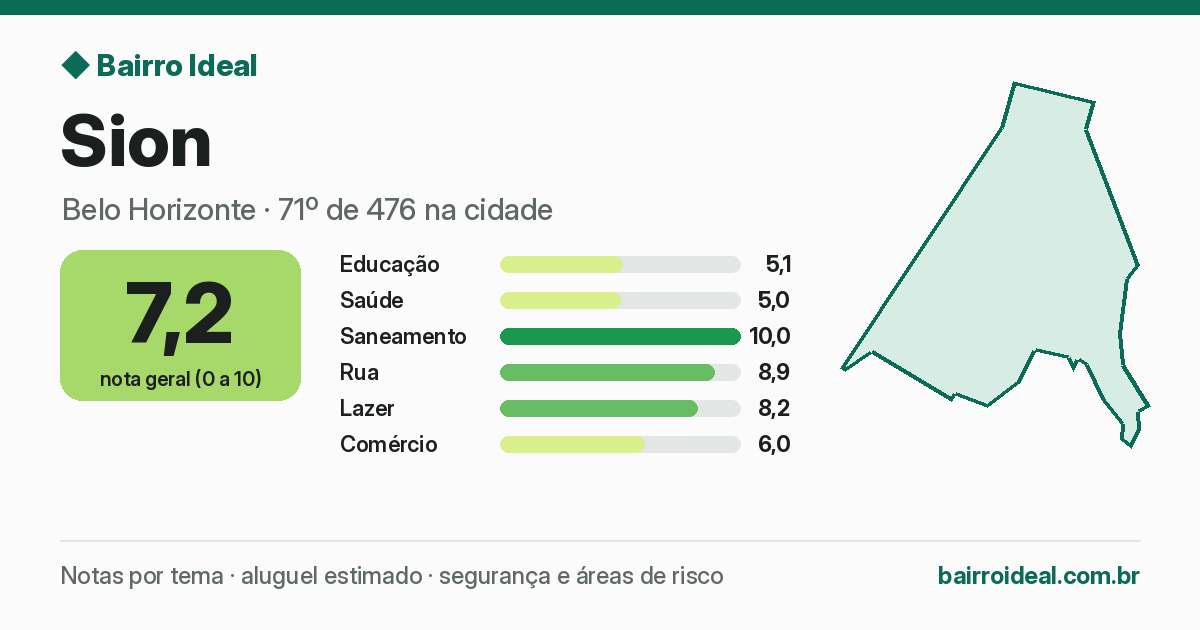 Bairro Ideal
Sion
Belo Horizonte · 71º de 476 na cidade
7,2
nota geral (0 a 10)
Educação 5,1
Saúde 5,0
Saneamento 10,0
Rua 8,9
Lazer 8,2
Comércio 6,0
Notas por tema · aluguel estimado · segurança e áreas de risco
bairroideal.com.br